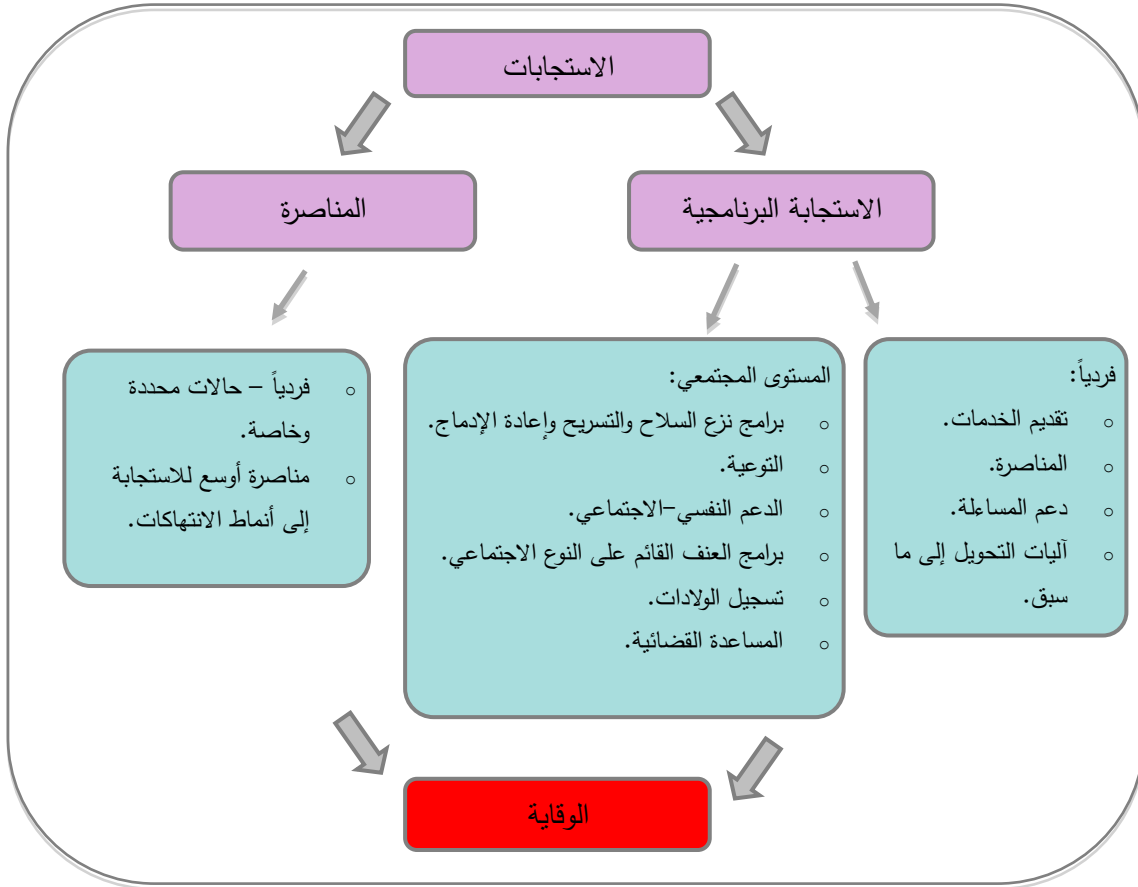 الاستجابات
الاستجابة البرنامجية
المناصرة
فردياً:
○ تقديم الخدمات.
○ المناصرة.
○ دعم المساءلة.
○ آليات التحويل إلى ما
سبق.
المستوى المجتمعي:
○ برامج نزع السلاح والتسريح وإعادة الإدماج.
○ التوعية.
○ الدعم النفسي-الاجتماعي.
○ برامج العنف القائم على النوع الاجتماعي.
○ تسجيل الولادات.
○ المساعدة القضائية.
○ فردياً – حالات محددة
وخاصة.
○ مناصرة أوسع للاستجابة
إلى أنماط الانتهاكات.
الوقاية